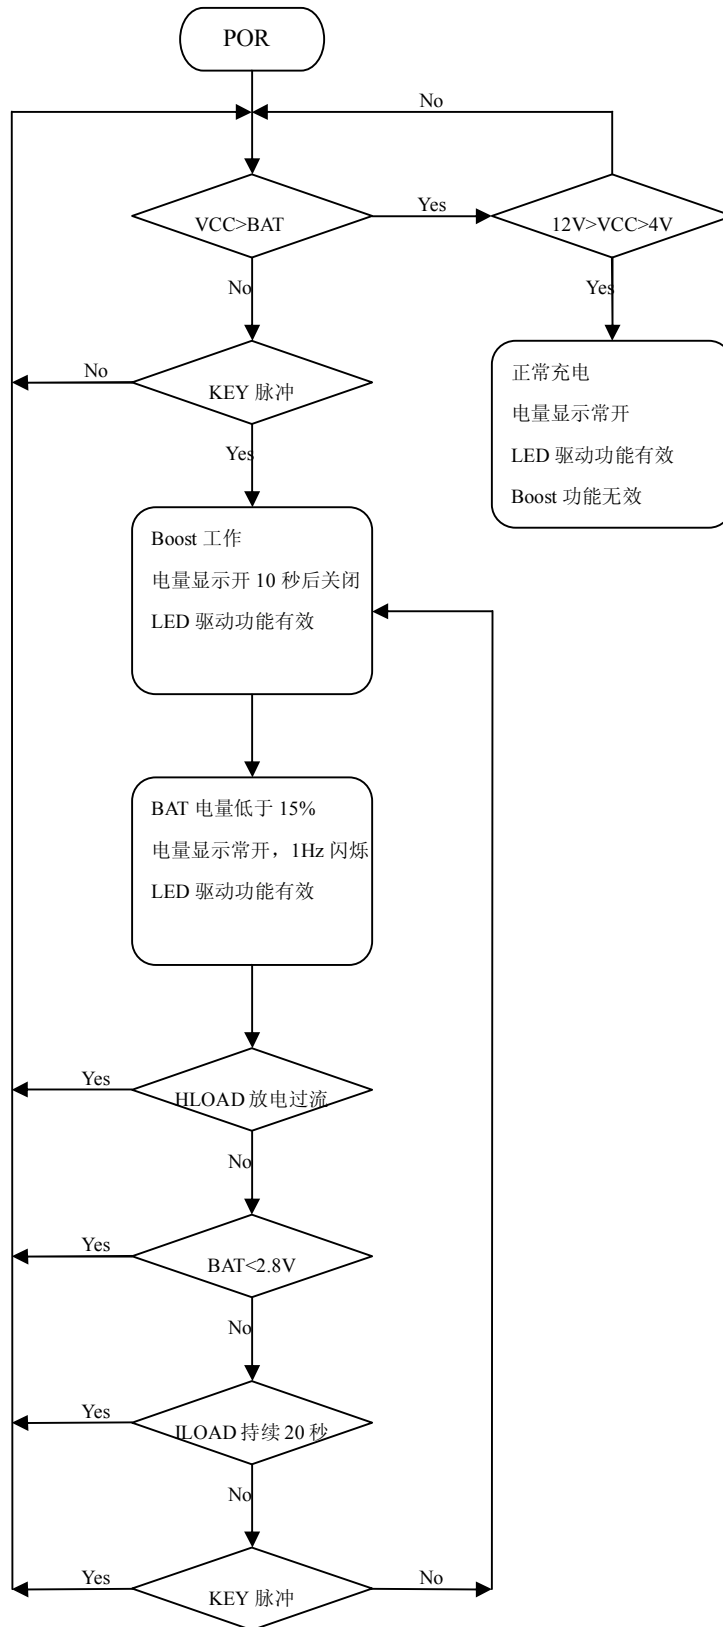 POR
No
VCC>BAT
Yes
12V>VCC>4V
No
Yes
No
KEY 脉冲
正常充电
电量显示常开
LED 驱动功能有效
Boost 功能无效
Yes
Boost 工作
电量显示开 10 秒后关闭
LED 驱动功能有效
BAT 电量低于 15%
电量显示常开，1Hz 闪烁
LED 驱动功能有效
Yes
HLOAD 放电过流
No
Yes
BAT<2.8V
No
Yes
ILOAD 持续 20 秒
No
Yes
KEY 脉冲
No